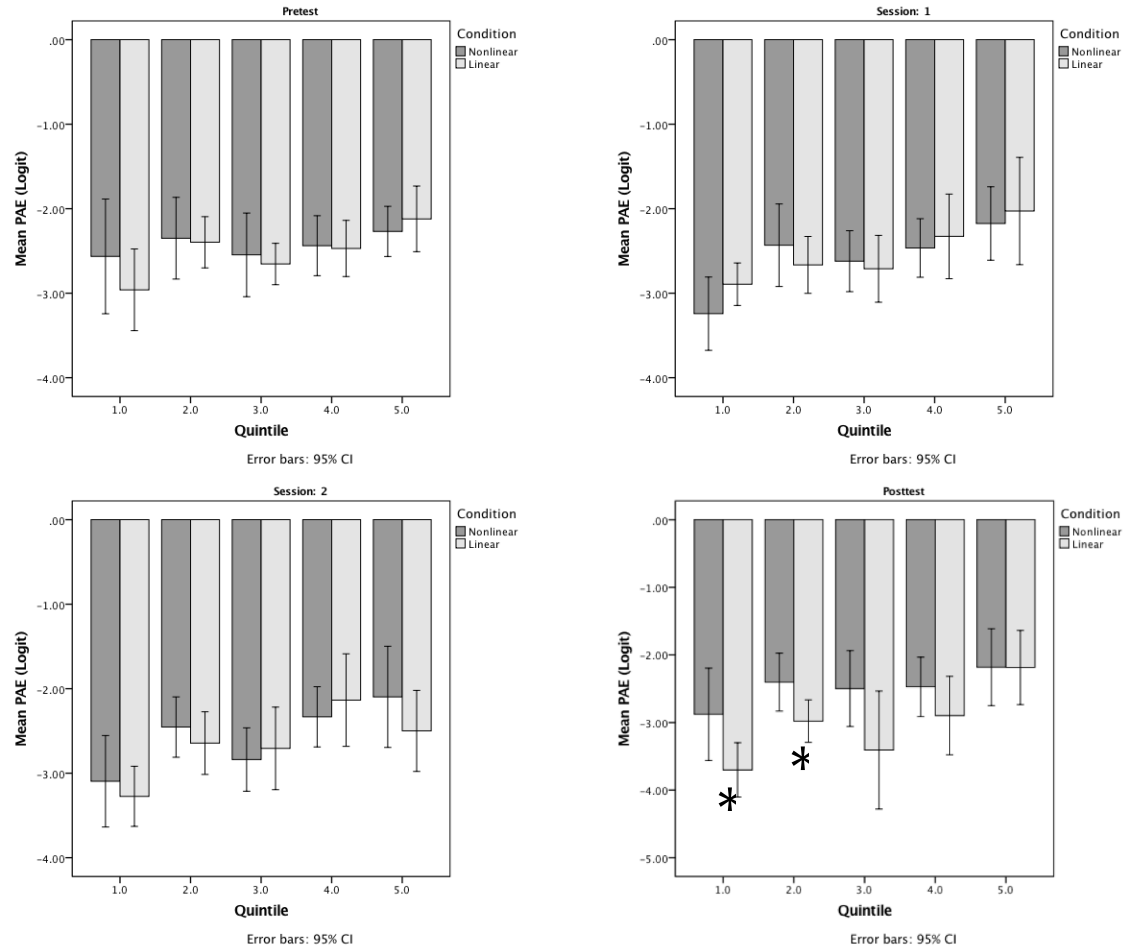 Pretest
Condition
Nonlinear
Linear
.00
-1.00
-2.00
-3.00
-4.00
Mean PAE (Logit)
1.0 2.0 3.0 4.0 5.0
Quintile
Error bars: 95% CI
Session: 1
Condition
Nonlinear
Linear
.00
-1.00
-2.00
-3.00
-4.00
Mean PAE (Logit)
1.0 2.0 3.0 4.0 5.0
Quintile
Error bars: 95% CI
Session: 2
Condition
Nonlinear
Linear
.00
-1.00
-2.00
-3.00
-4.00
Mean PAE (Logit)
1.0 2.0 3.0 4.0 5.0
Quintile
Error bars: 95% CI
Posttest
Condition
Nonlinear
Linear
.00
-1.00
-2.00
-3.00
-4.00
-5.00
Mean PAE (Logit)
*
*
1.0 2.0 3.0 4.0 5.0
Quintile
Error bars: 95% CI